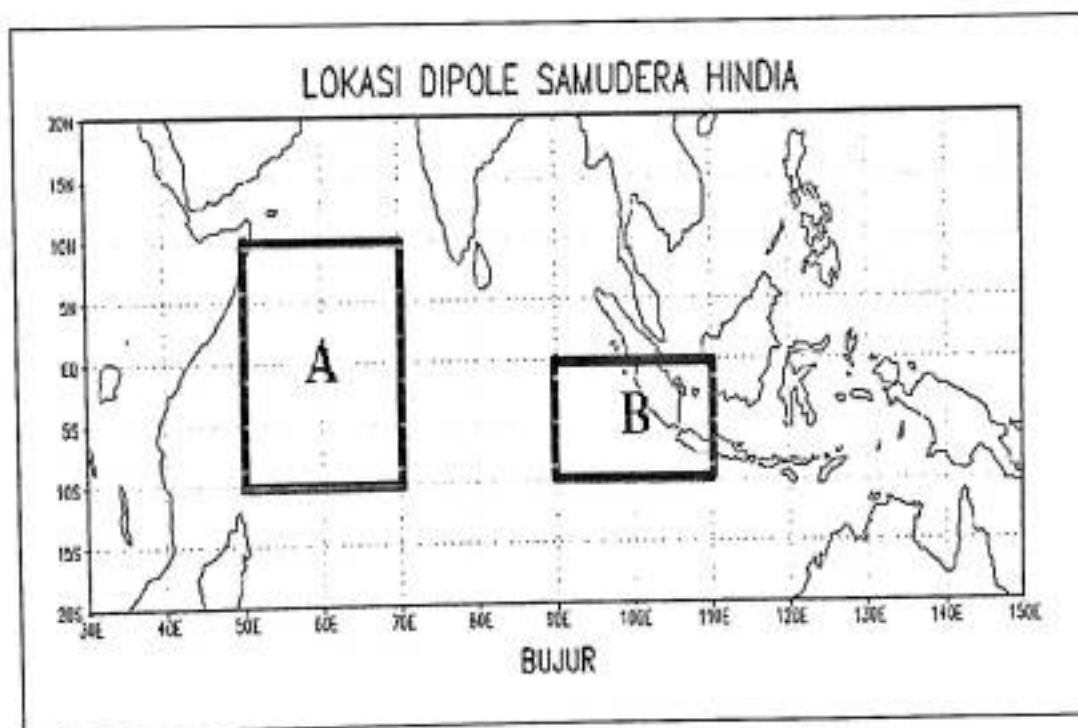 LOKASI DIPOLE SAMUDERA HINDIA
20N
15N
10N
5N
EQ
5S
10S
15S
20S
A
B
30E 40E 50E 60E 70E 80E 90E 100E 110E 120E 130E 140E 150E
BUJUR